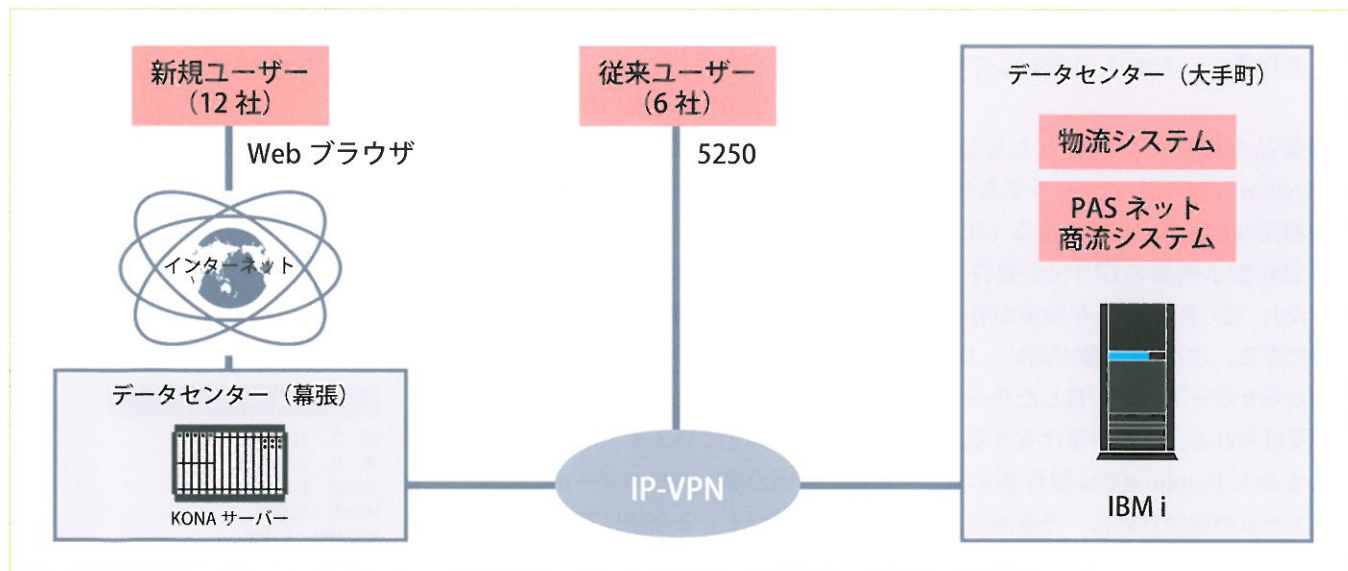 新規ユーザー
（12 社）
Web ブラウザ
インターネット
データセンター（幕張）
KONA サーバー
従来ユーザー
（6 社）
5250
IP-VPN
データセンター（大手町）
物流システム
PAS ネット
商流システム
IBM i